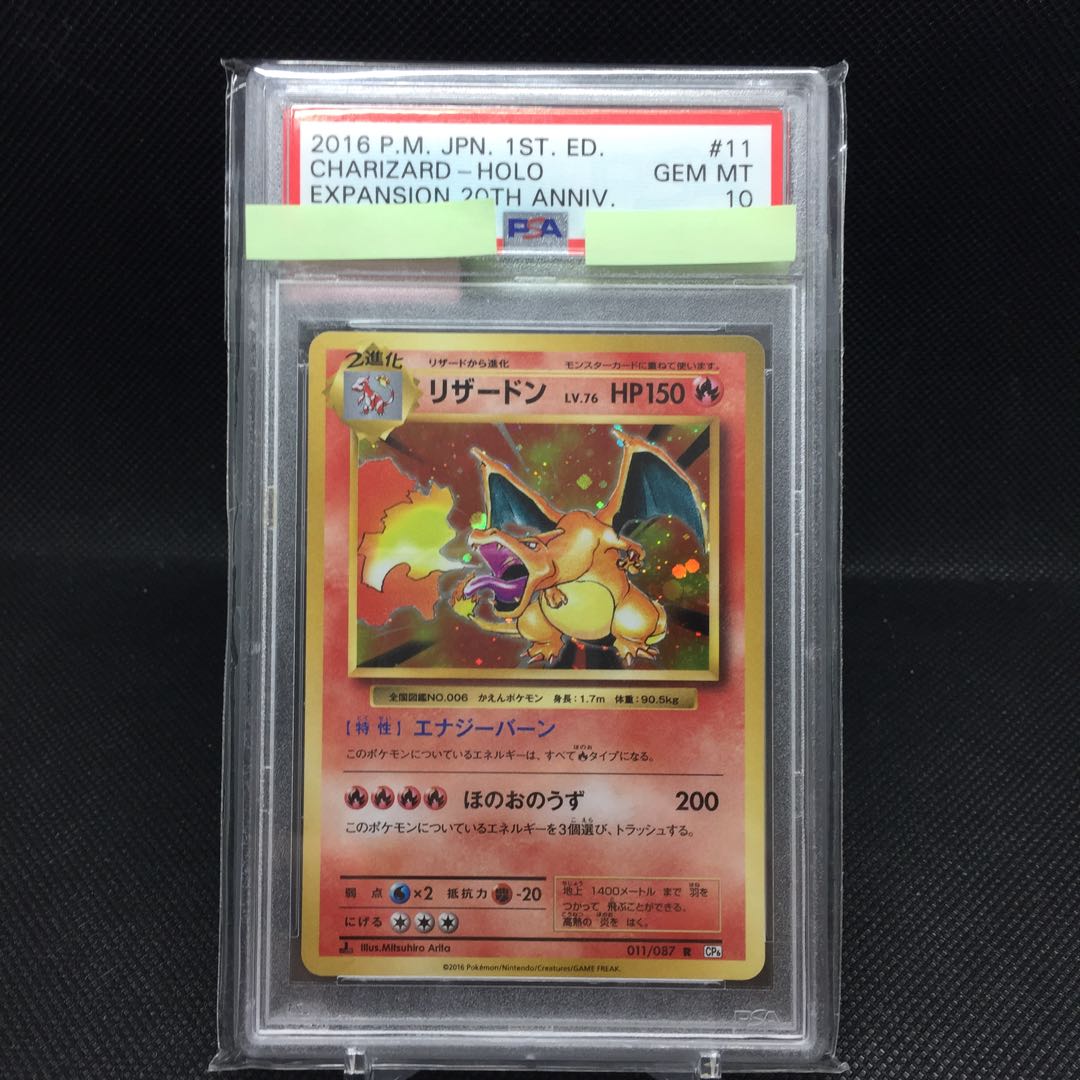 2016 P.M. JPN. 1ST. ED. #11
CHARIZARD - HOLO GEM MT
EXPANSION 20TH ANNIV. 10
PSA
2進化 リザードから進化 モンスターカードに重ねて使います。
リザードン LV.76 HP150
全国図鑑NO.006 かえんポケモン 身長:1.7m 体重:90.5kg
[特性] エナジーバーン
このポケモンについているエネルギーは、すべてタイプになる。
ほのおのうず 200
このポケモンについているエネルギーを3個選び、トラッシュする。
弱点 ×2 抵抗力 -20
にげる
地上 1400メートル まで 羽を
つかって 飛ぶことができる。
高熱の 炎を はく。
1 Illus.Mitsuhiro Arita 011/087 R CP6
©2016 Pokémon/Nintendo/Creatures/GAME FREAK.
PSA